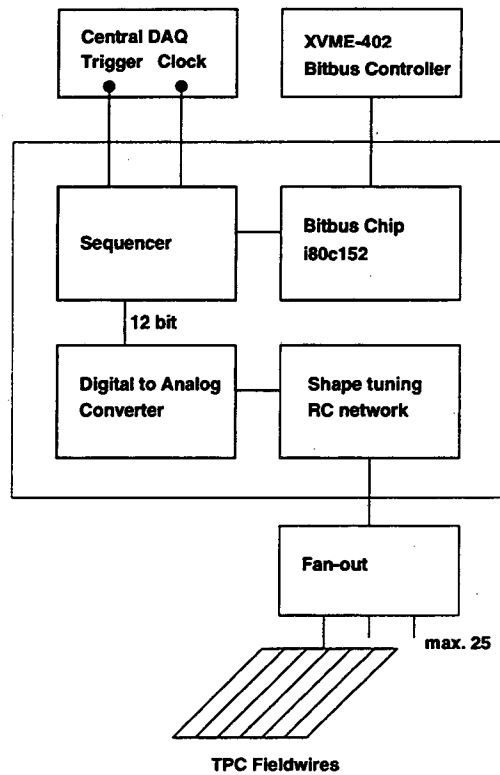 Central DAQ
Trigger Clock
XVME-402
Bitbus Controller
Sequencer
Bitbus Chip
i80c152
12 bit
Digital to Analog
Converter
Shape tuning
RC network
Fan-out
max. 25
TPC Fieldwires